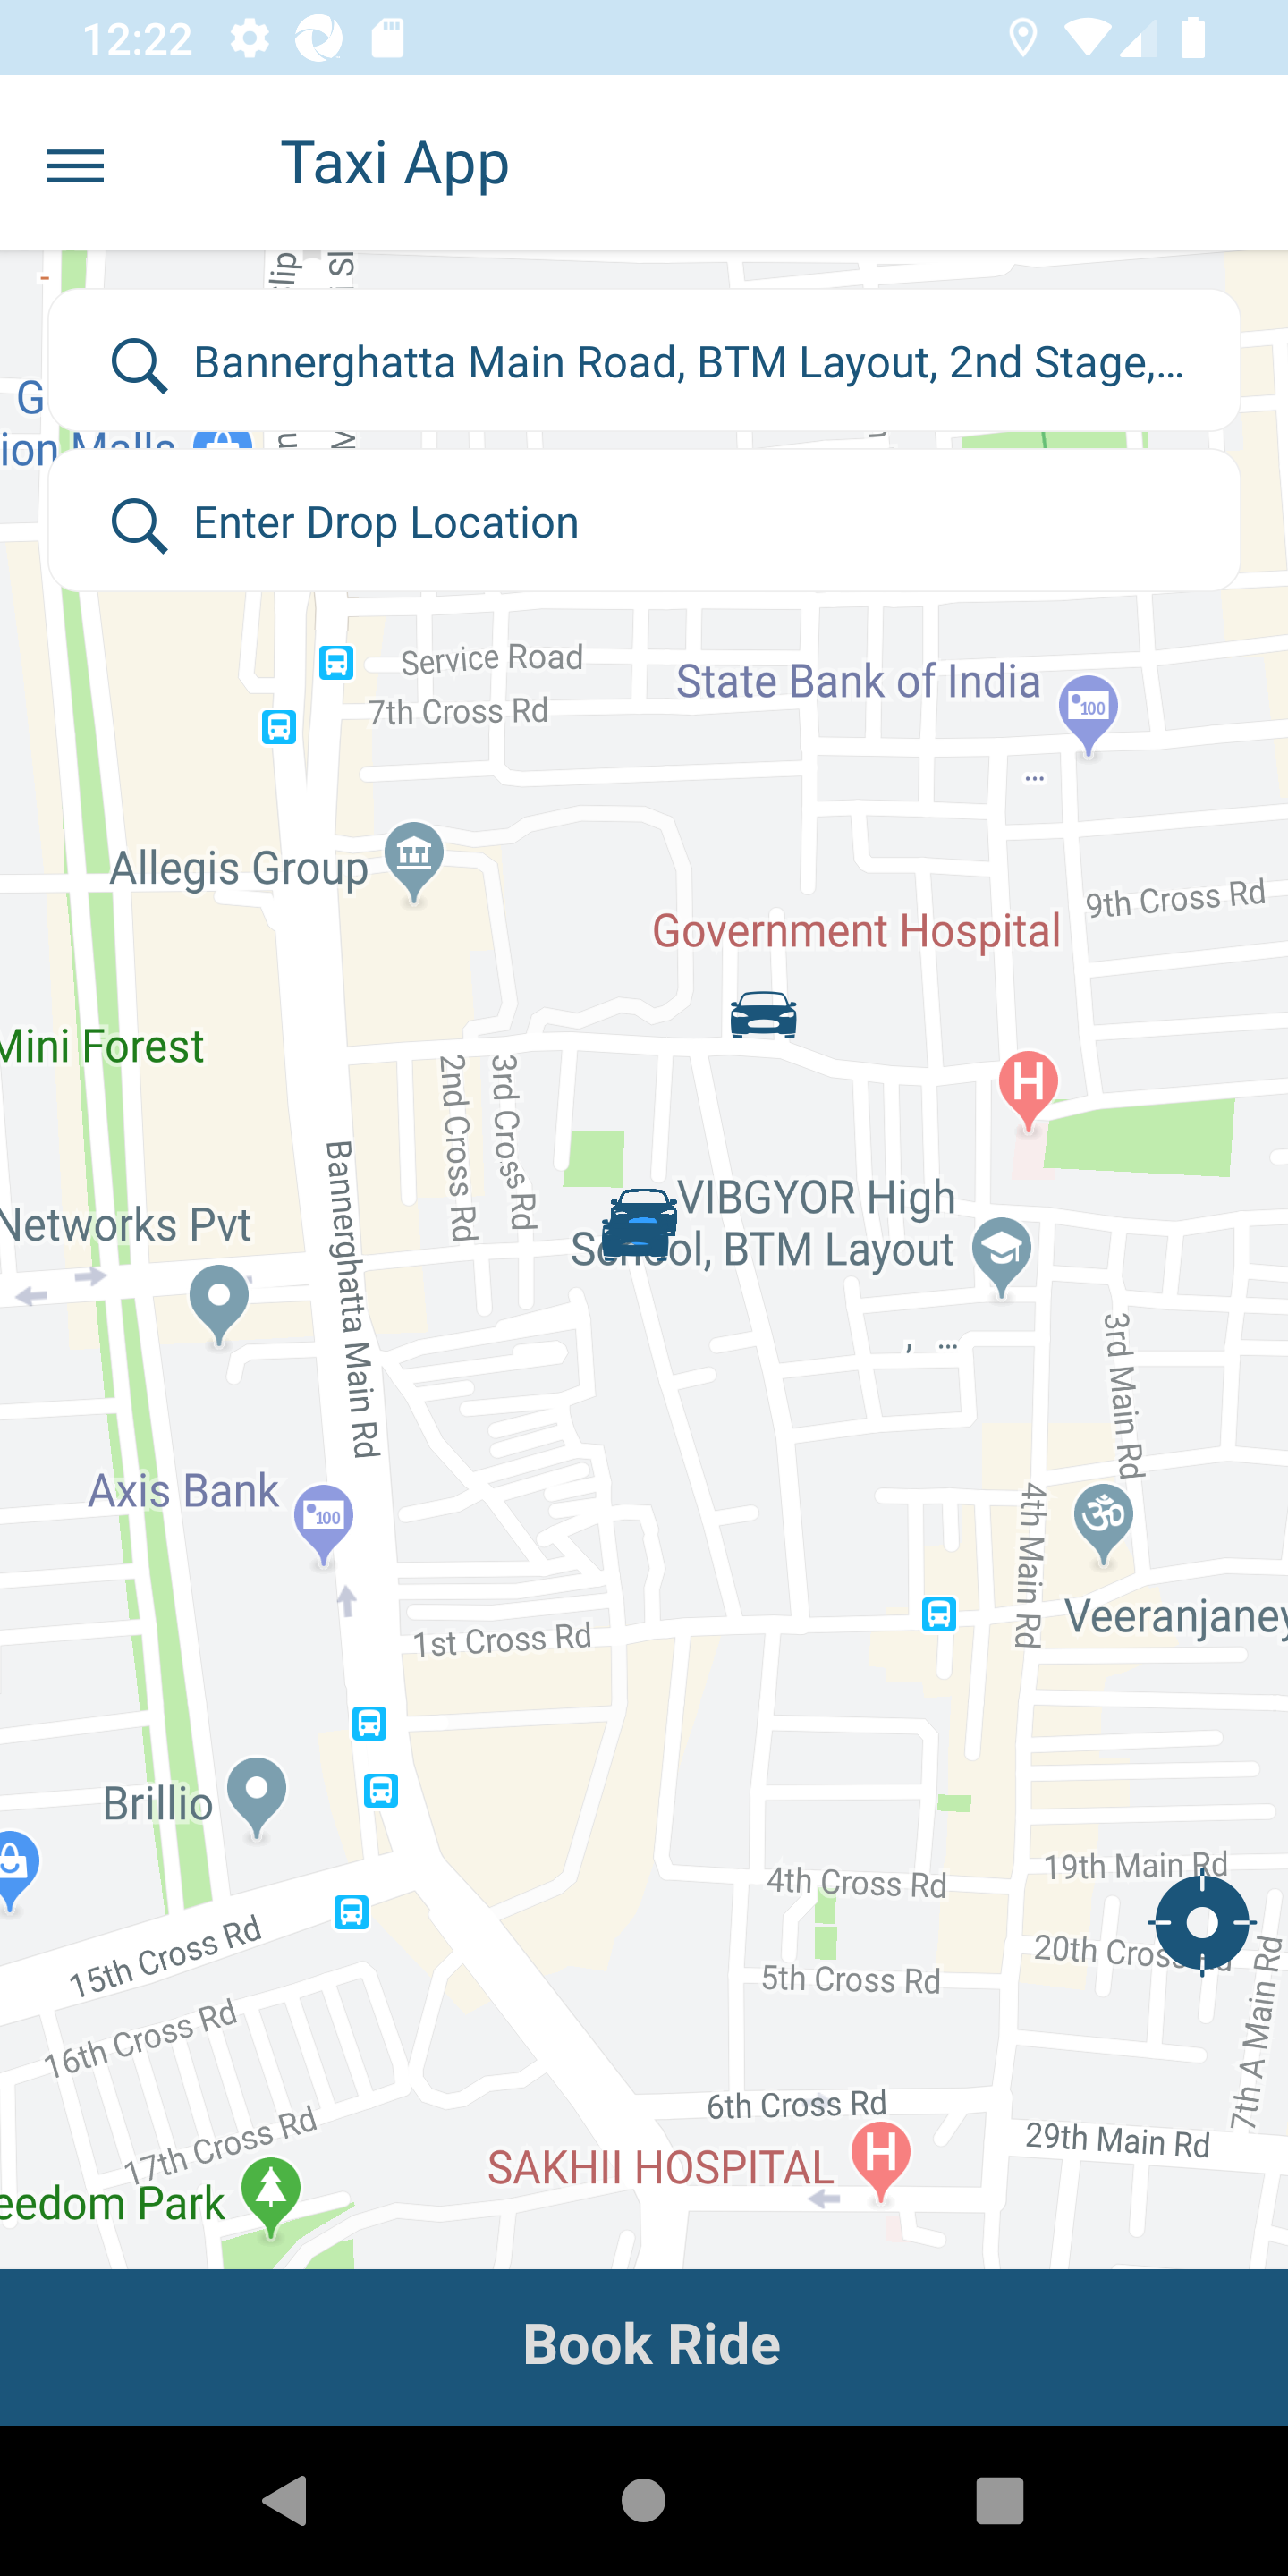 12:22
Taxi App
Bannerghatta Main Road, BTM Layout, 2nd Stage,...
Enter Drop Location
Service Road
State Bank of India
100
7th Cross Rd
...
Allegis Group
9th Cross Rd
Government Hospital
Mini Forest
2nd Cross Rd
3rd Cross Rd
H
Bannerghatta Main Rd
VIBGYOR High
School, BTM Layout
Networks Pvt
, ...
3rd Main Rd
Axis Bank
100
4th Main Rd
ॐ
Veeranjaney
1st Cross Rd
Brillio
4th Cross Rd
19th Main Rd
15th Cross Rd
20th Cross Rd
5th Cross Rd
7th A Main Rd
16th Cross Rd
6th Cross Rd
29th Main Rd
17th Cross Rd
SAKHII HOSPITAL
H
eedom Park
Book Ride